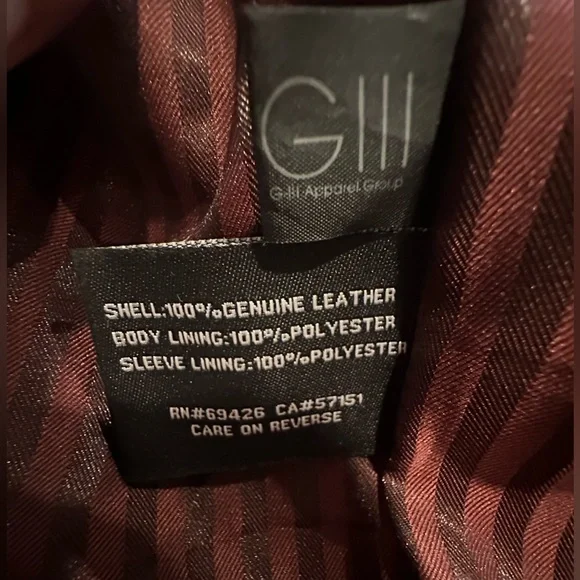 GIII
G-III Apparel Group
SHELL:100%GENUINE LEATHER
BODY LINING:100%POLYESTER
SLEEVE LINING:100%POLYESTER
RN#69426 CA#57151
CARE ON REVERSE